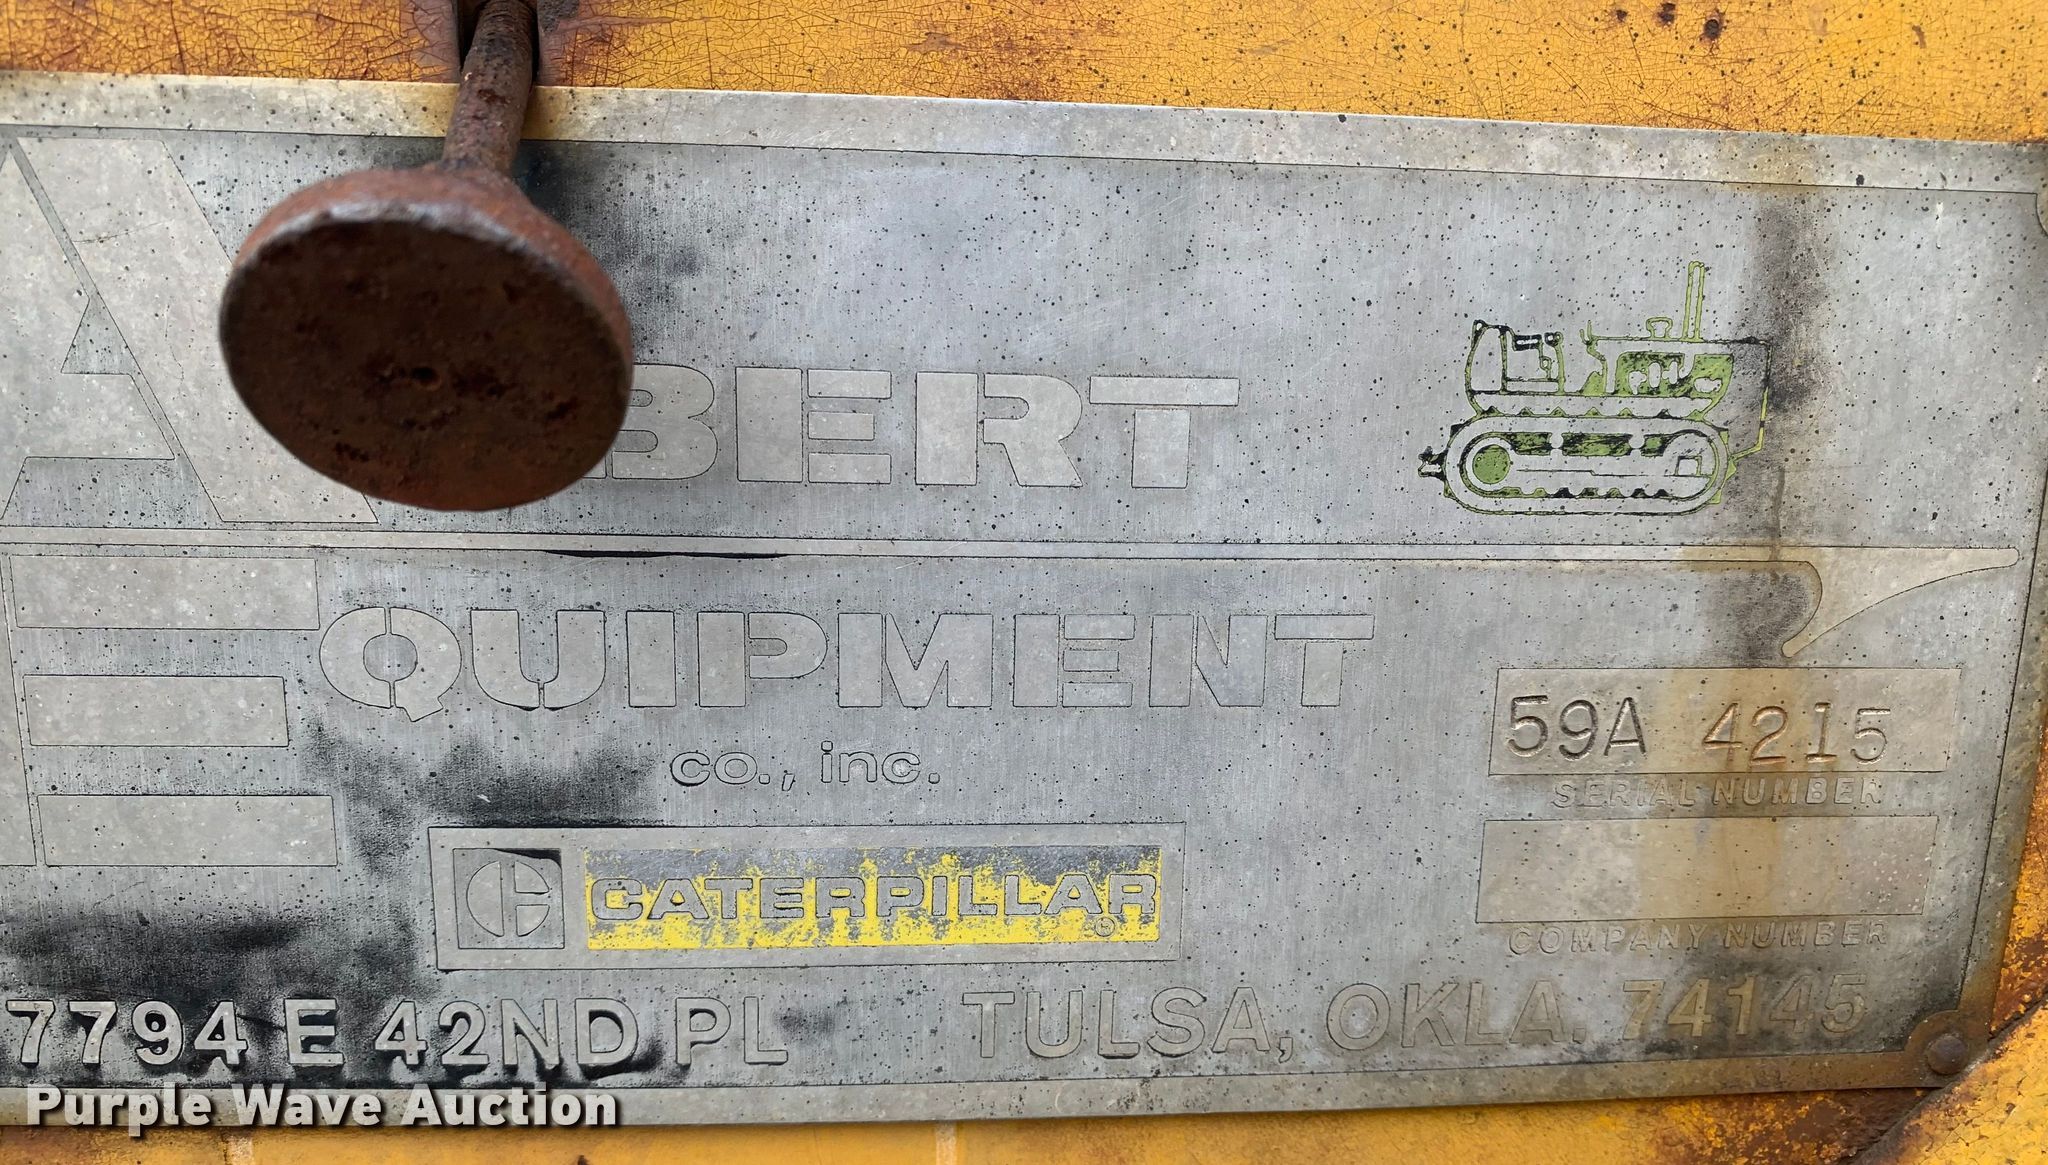 A BERT
EQUIPMENT
co., inc.
59A 4215
SERIAL NUMBER
C CATERPILLAR ®
COMPANY NUMBER
7794 E 42ND PL TULSA, OKLA. 74145
Purple Wave Auction